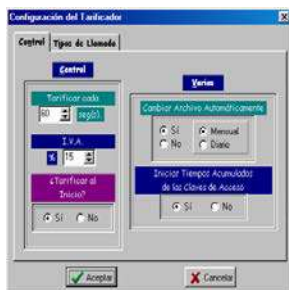 Configuración del Tarificador
Control Tipos de Llamada
Control
Tarificar cada
60 seg(s).
I.V.A.
% 15
¿Tarificar al
Inicio?
Sí No
Varios
Cambiar Archivo Automáticamente
Sí Mensual
No Diario
Iniciar Tiempos Acumulados
de las Claves de Acceso
Sí No
Aceptar Cancelar